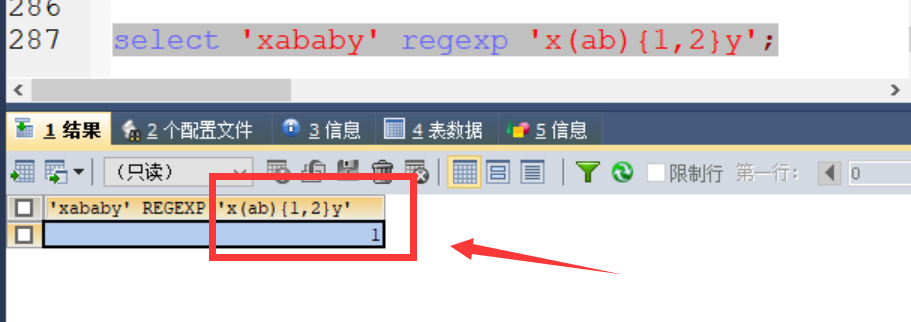 286
287 select 'xababy' regexp 'x(ab){1,2}y';
1 结果 2 个配置文件 3 信息 4 表数据 5 信息
（只读） 限制行 第一行: 0
'xababy' REGEXP 'x(ab){1,2}y'
1